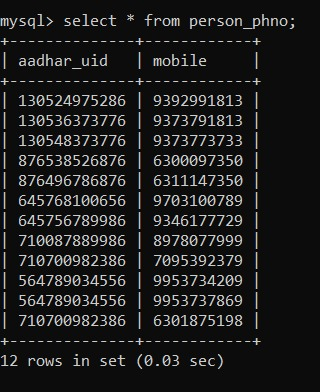 mysql> select * from person_phno;
+--------------+------------+
| aadhar_uid   | mobile     |
+--------------+------------+
| 130524975286 | 9392991813 |
| 130536373776 | 9373791813 |
| 130548373776 | 9373773733 |
| 876538526876 | 6300097350 |
| 876496786876 | 6311147350 |
| 645768100656 | 9703100789 |
| 645756789986 | 9346177729 |
| 710087889986 | 8978077999 |
| 710700982386 | 7095392379 |
| 564789034556 | 9953734209 |
| 564789034556 | 9953737869 |
| 710700982386 | 6301875198 |
+--------------+------------+
12 rows in set (0.03 sec)